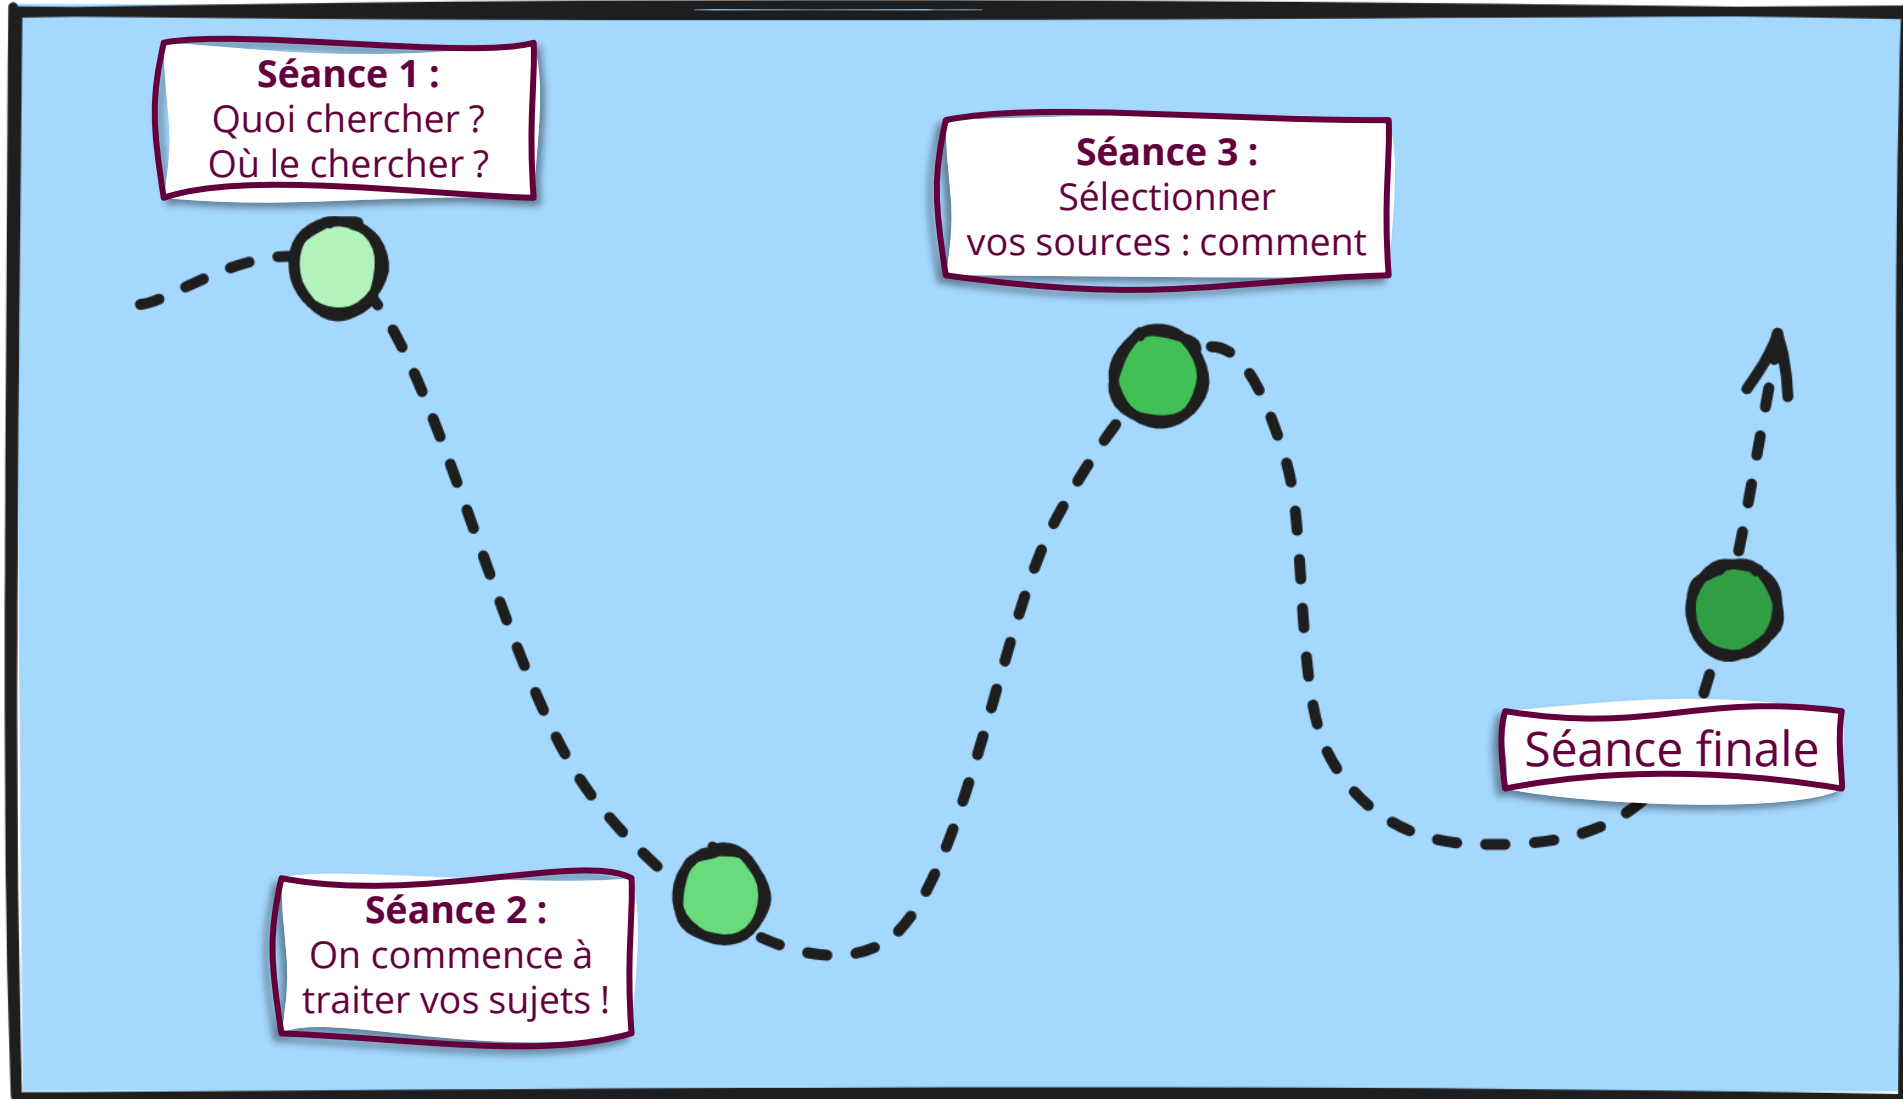 Séance 1 :
Quoi chercher ?
Où le chercher ?
Séance 3 :
Sélectionner
vos sources : comment
Séance finale
Séance 2 :
On commence à
traiter vos sujets !